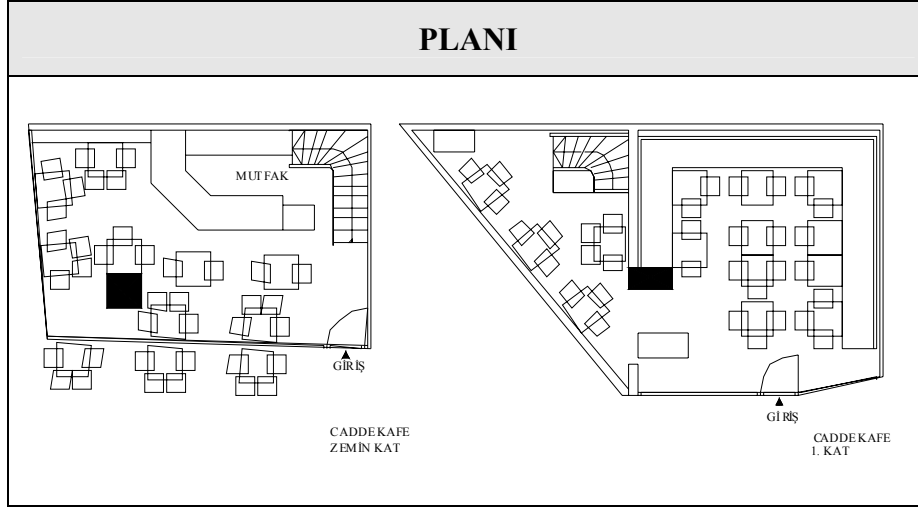 PLANI
MUTFAK
GİRİŞ
CADDE KAFE
ZEMİN KAT
GİRİŞ
CADDE KAFE
1. KAT